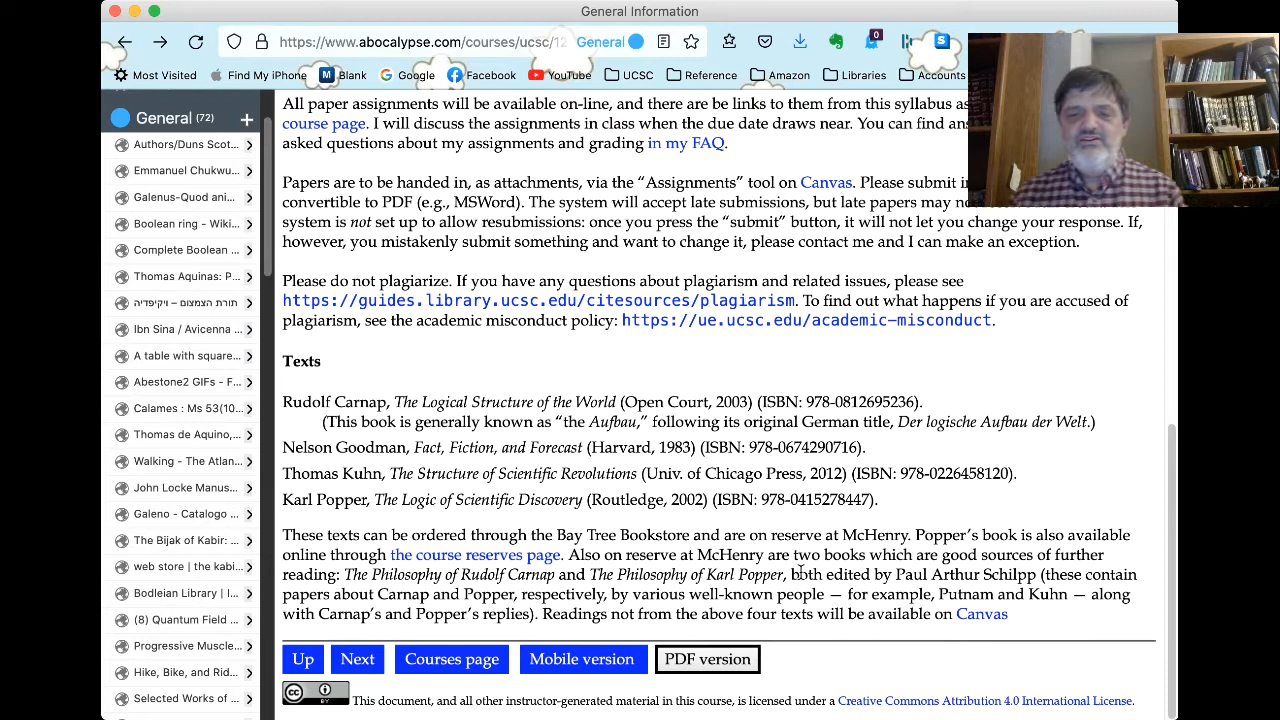 General Information
https://www.abocalypse.com/courses/ucsc/12
General
0
Most Visited
Find My iPhone
Blank
Google
Facebook
YouTube
UCSC
Reference
Amazon
Libraries
Accounts
General (72)
Authors/Duns Scot...
Emmanuel Chukwu...
Galenus-Quod ani...
Boolean ring - Wiki...
Complete Boolean ...
Thomas Aquinas: P...
תורת הצמצום – ויקיפדיה
Ibn Sina / Avicenna ...
A table with square...
Abestone2 GIFs - F...
Calames : Ms 53(10...
Thomas de Aquino,...
Walking - The Atlan...
John Locke Manus...
Galeno - Catalogo ...
The Bijak of Kabir: ...
web store | the kabi...
Bodleian Library | I...
(8) Quantum Field ...
Progressive Muscle...
Hike, Bike, and Rid...
Selected Works of ...
All paper assignments will be available on-line, and there are be links to them from this syllabus as
course page. I will discuss the assignments in class when the due date draws near. You can find an
asked questions about my assignments and grading in my FAQ.
Papers are to be handed in, as attachments, via the “Assignments” tool on Canvas. Please submit i
convertible to PDF (e.g., MSWord). The system will accept late submissions, but late papers may no
system is not set up to allow resubmissions: once you press the “submit” button, it will not let you change your response. If,
however, you mistakenly submit something and want to change it, please contact me and I can make an exception.
Please do not plagiarize. If you have any questions about plagiarism and related issues, please see
https://guides.library.ucsc.edu/citesources/plagiarism. To find out what happens if you are accused of
plagiarism, see the academic misconduct policy: https://ue.ucsc.edu/academic-misconduct.
Texts
Rudolf Carnap, The Logical Structure of the World (Open Court, 2003) (ISBN: 978-0812695236).
(This book is generally known as “the Aufbau,” following its original German title, Der logische Aufbau der Welt.)
Nelson Goodman, Fact, Fiction, and Forecast (Harvard, 1983) (ISBN: 978-0674290716).
Thomas Kuhn, The Structure of Scientific Revolutions (Univ. of Chicago Press, 2012) (ISBN: 978-0226458120).
Karl Popper, The Logic of Scientific Discovery (Routledge, 2002) (ISBN: 978-0415278447).
These texts can be ordered through the Bay Tree Bookstore and are on reserve at McHenry. Popper’s book is also available
online through the course reserves page. Also on reserve at McHenry are two books which are good sources of further
reading: The Philosophy of Rudolf Carnap and The Philosophy of Karl Popper, both edited by Paul Arthur Schilpp (these contain
papers about Carnap and Popper, respectively, by various well-known people — for example, Putnam and Kuhn — along
with Carnap’s and Popper’s replies). Readings not from the above four texts will be available on Canvas
Up
Next
Courses page
Mobile version
PDF version
This document, and all other instructor-generated material in this course, is licensed under a Creative Commons Attribution 4.0 International License.